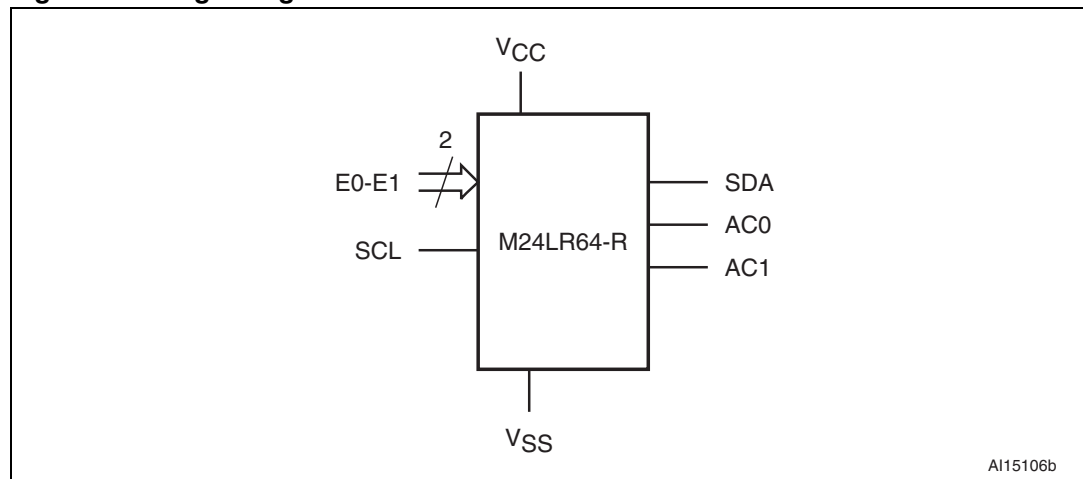 VCC
2
E0-E1
SDA
AC0
SCL
M24LR64-R
AC1
VSS
AI15106b